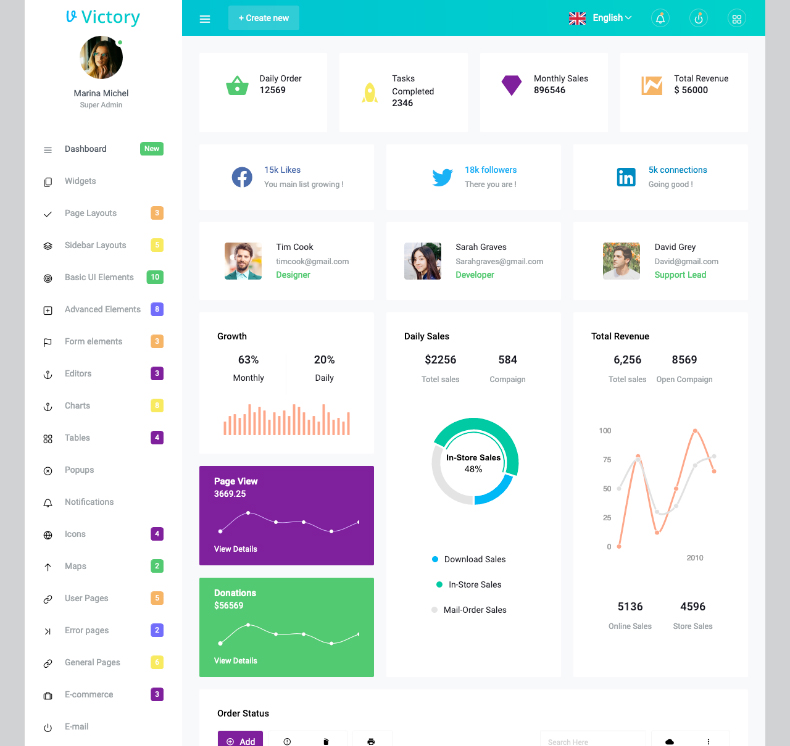 Victory
+ Create new
English
Marina Michel
Super Admin
Dashboard New
Widgets
Page Layouts 3
Sidebar Layouts 5
Basic UI Elements 10
Advanced Elements 8
Form elements 3
Editors 3
Charts 8
Tables 4
Popups
Notifications
Icons 4
Maps 2
User Pages 5
Error pages 2
General Pages 6
E-commerce 3
E-mail
Daily Order
12569
Tasks
Completed
2346
Monthly Sales
896546
Total Revenue
$ 56000
15k Likes
You main list growing !
18k followers
There you are !
5k connections
Going good !
Tim Cook
timcook@gmail.com
Designer
Sarah Graves
Sarahgraves@gmail.com
Developer
David Grey
David@gmail.com
Support Lead
Growth
63% 20%
Monthly Daily
Page View
3669.25
View Details
Donations
$56569
View Details
Daily Sales
$2256 584
Totel sales Compaign
In-Store Sales
48%
Download Sales
In-Store Sales
Mail-Order Sales
Total Revenue
6,256 8569
Totel sales Open Compaign
100
75
50
25
0
2010
5136 4596
Online Sales Store Sales
Order Status
Add
Search Here